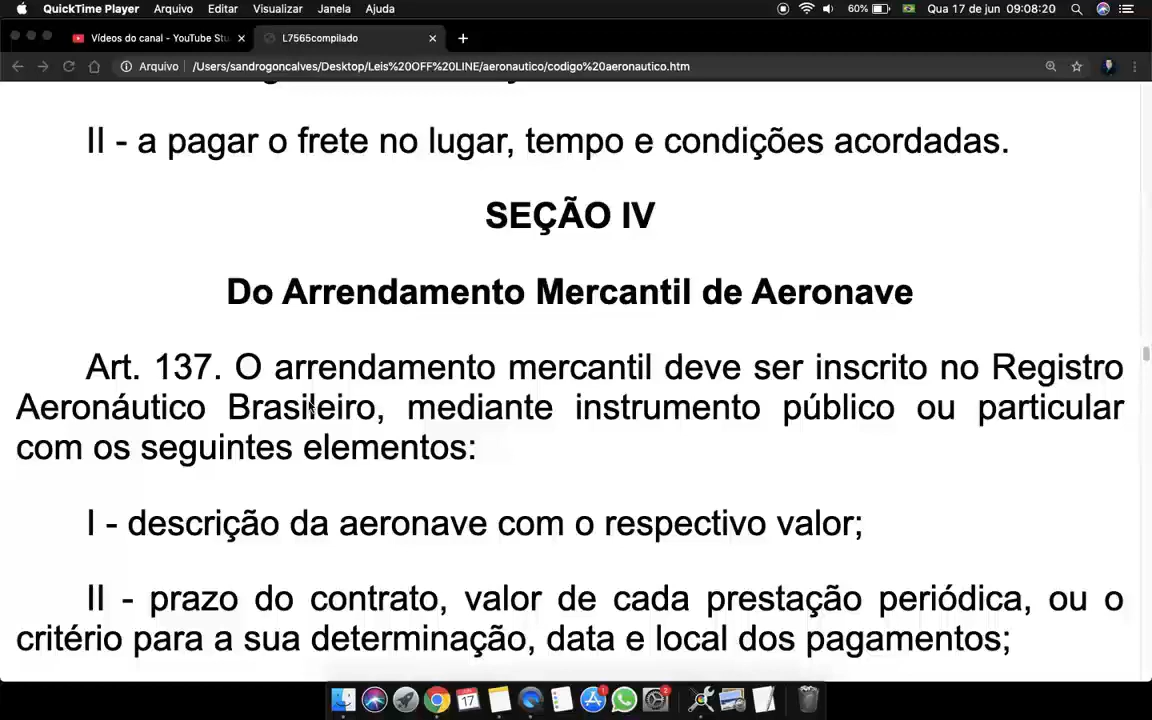 QuickTime Player Arquivo Editar Visualizar Janela Ajuda 60% Qua 17 de jun 09:08:20
Vídeos do canal - YouTube Stu L7565compilado
Arquivo /Users/sandrogoncalves/Desktop/Leis%20OFF%20LINE/aeronautico/codigo%20aeronautico.htm
II - a pagar o frete no lugar, tempo e condições acordadas.
SEÇÃO IV
Do Arrendamento Mercantil de Aeronave
Art. 137. O arrendamento mercantil deve ser inscrito no Registro
Aeronáutico Brasileiro, mediante instrumento público ou particular
com os seguintes elementos:
I - descrição da aeronave com o respectivo valor;
II - prazo do contrato, valor de cada prestação periódica, ou o
critério para a sua determinação, data e local dos pagamentos;
17